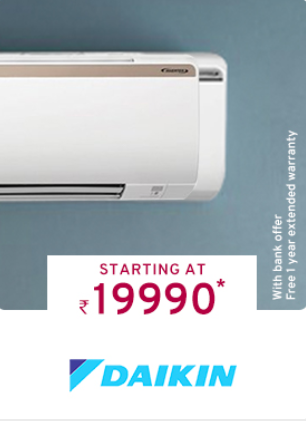 With bank offer
Free 1 year extended warranty
STARTING AT
₹19990*
DAIKIN